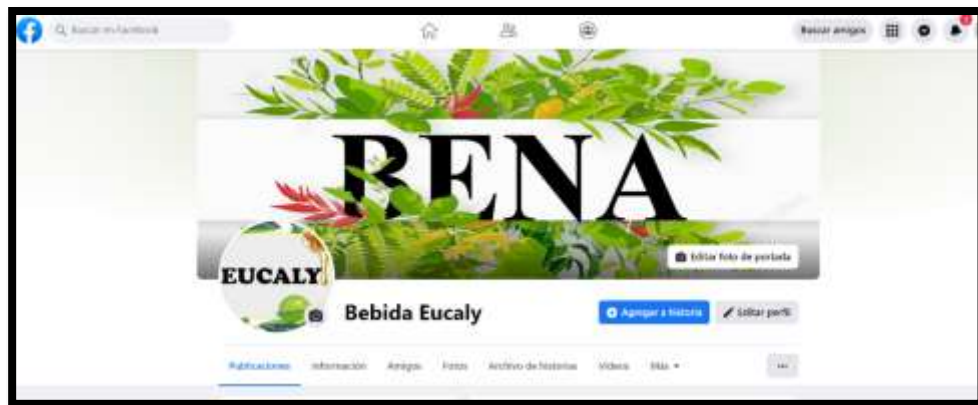 Buscar en Facebook
Buscar amigos
BENA
Editar foto de portada
EUCALY
Bebida Eucaly
Agregar a historia
Editar perfil
Publicaciones Información Amigos Fotos Archivo de historias Videos Más